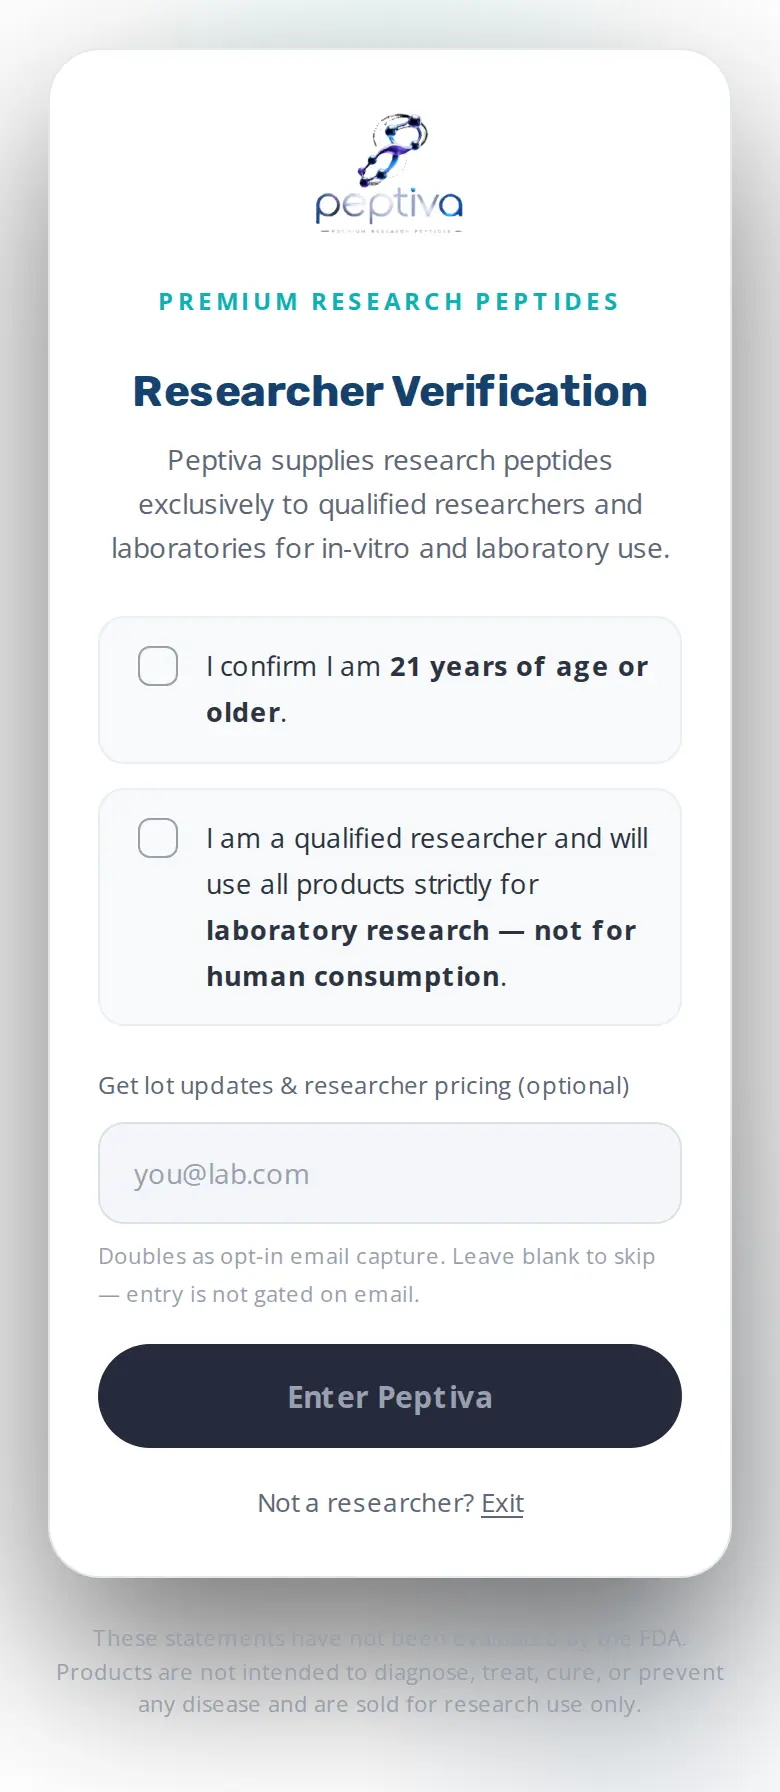 peptiva
PREMIUM RESEARCH PEPTIDES
PREMIUM RESEARCH PEPTIDES
Researcher Verification
Peptiva supplies research peptides
exclusively to qualified researchers and
laboratories for in-vitro and laboratory use.
I confirm I am 21 years of age or
older.
I am a qualified researcher and will
use all products strictly for
laboratory research — not for
human consumption.
Get lot updates & researcher pricing (optional)
you@lab.com
Doubles as opt-in email capture. Leave blank to skip
— entry is not gated on email.
Enter Peptiva
Not a researcher? Exit
These statements have not been evaluated by the FDA.
Products are not intended to diagnose, treat, cure, or prevent
any disease and are sold for research use only.